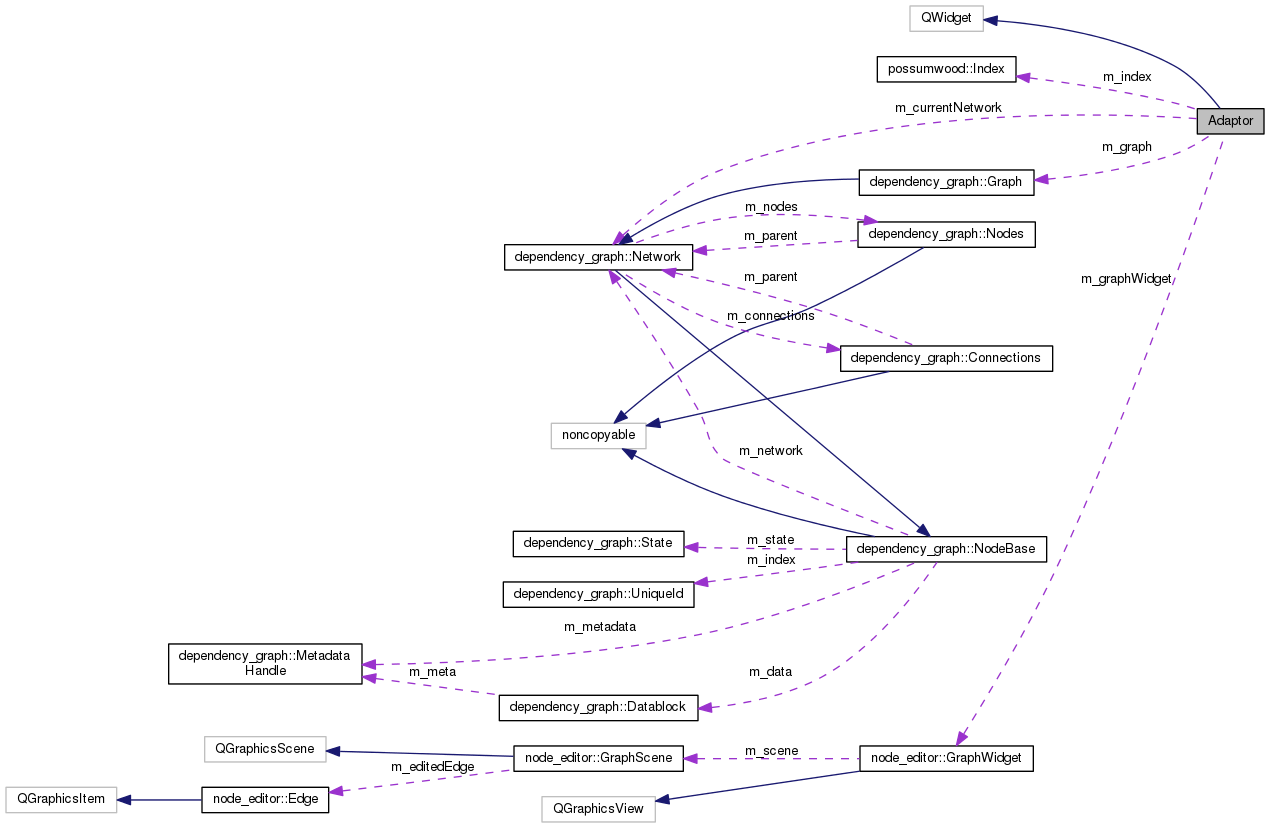 QWidget
possumwood::Index
m_index
m_currentNetwork
Adaptor
m_graph
dependency_graph::Graph
m_nodes
dependency_graph::Nodes
m_parent
dependency_graph::Network
m_parent
m_graphWidget
m_connections
dependency_graph::Connections
noncopyable
m_network
dependency_graph::State
m_state
dependency_graph::NodeBase
m_index
dependency_graph::UniqueId
m_metadata
dependency_graph::Metadata
Handle
m_meta
m_data
dependency_graph::Datablock
QGraphicsScene
m_editedEdge
node_editor::GraphScene
m_scene
node_editor::GraphWidget
QGraphicsItem
node_editor::Edge
QGraphicsView